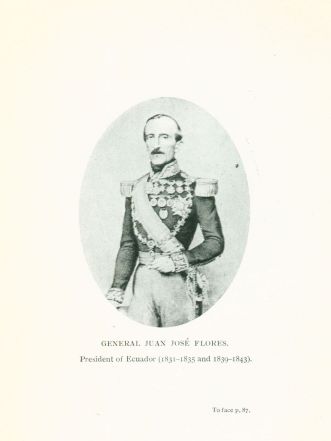 GENERAL JUAN JOSÉ FLORES.
President of Ecuador (1831–1835 and 1839–1843).
To face p. 87.